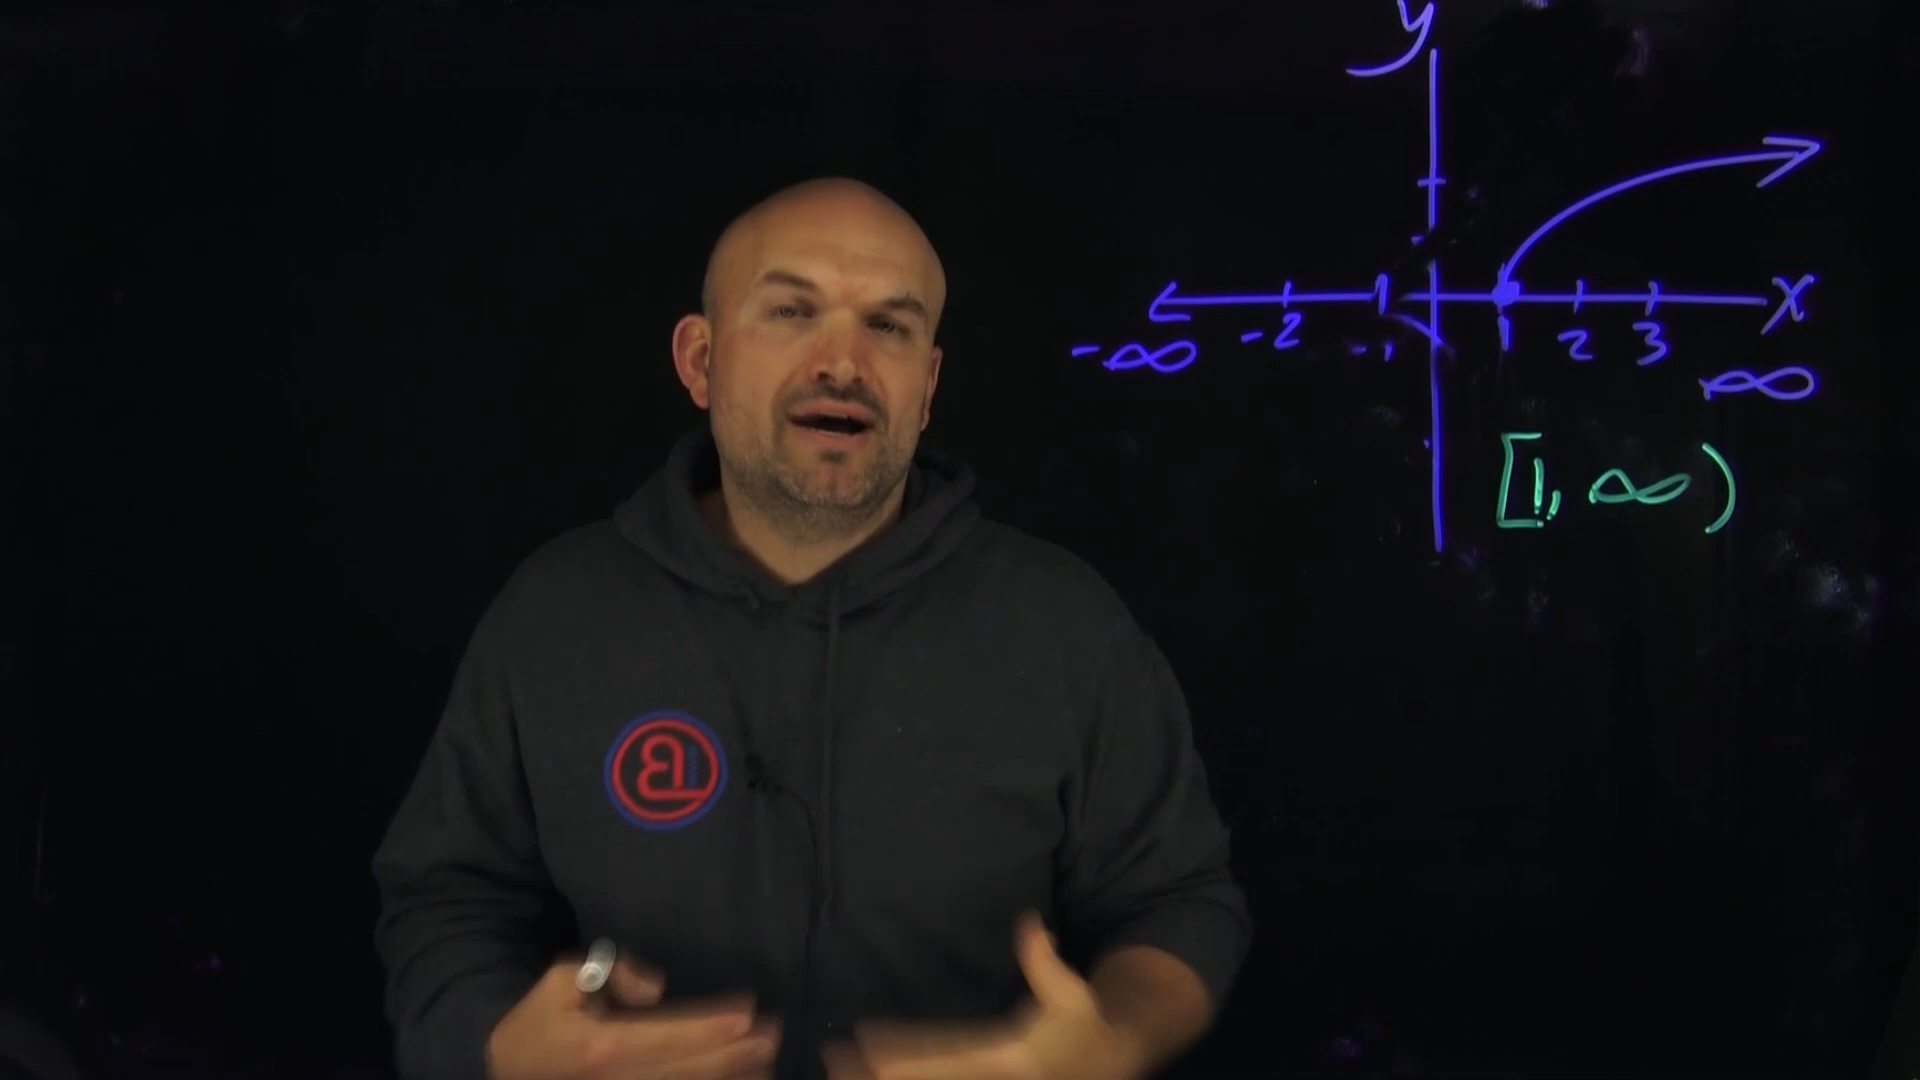 y
x
-2 -1 1 2 3
-∞ ∞
[1, ∞)